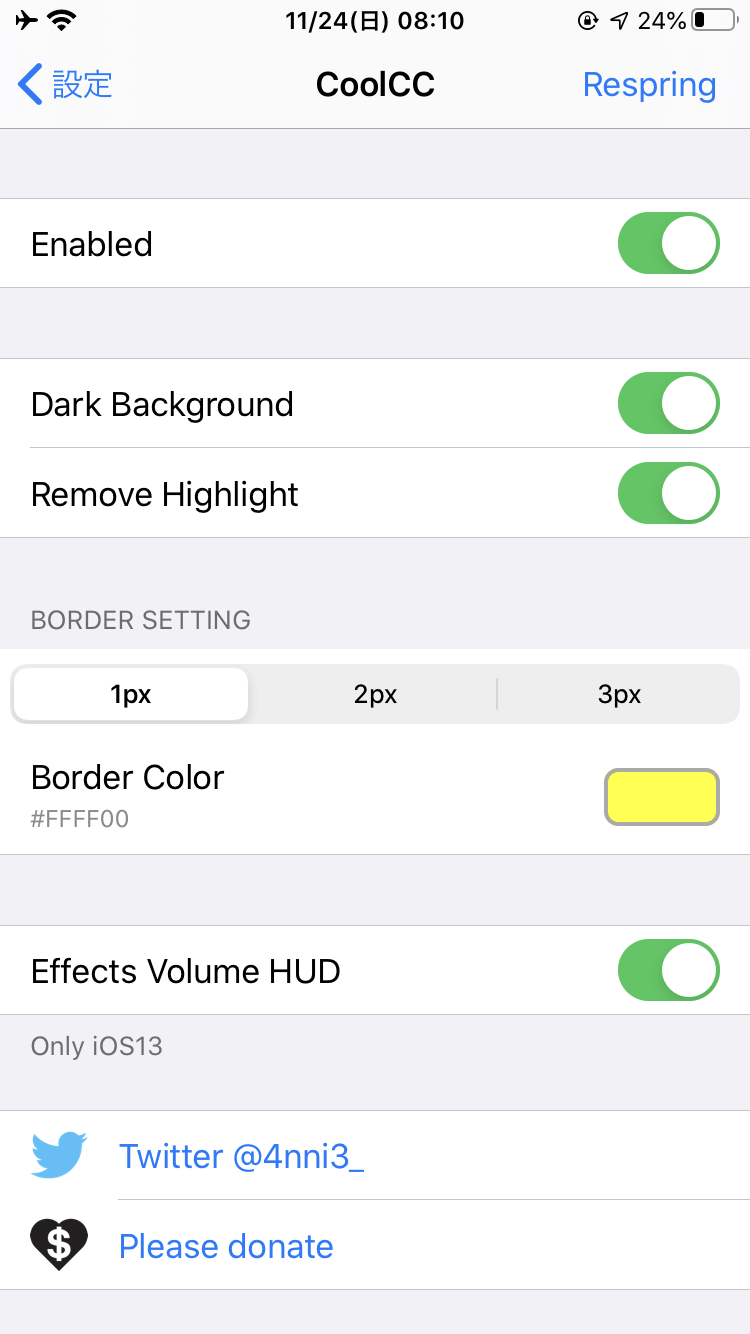 11/24(日) 08:10
24%
設定
CoolCC
Respring
Enabled
Dark Background
Remove Highlight
BORDER SETTING
1px
2px
3px
Border Color
#FFFF00
Effects Volume HUD
Only iOS13
Twitter @4nni3_
$
Please donate